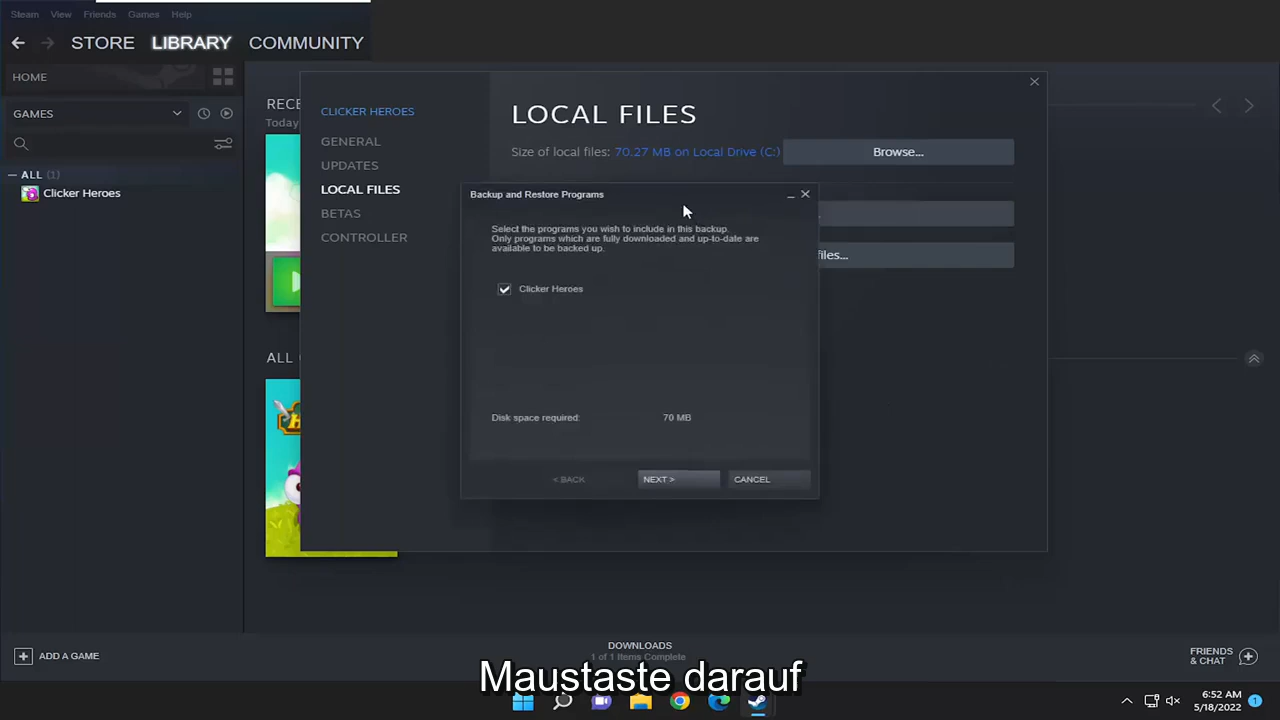 Steam View Friends Games Help
STORE LIBRARY COMMUNITY
HOME
GAMES
ALL (1)
Clicker Heroes
RECE
Today
ALL
CLICKER HEROES
GENERAL
UPDATES
LOCAL FILES
BETAS
CONTROLLER
LOCAL FILES
Size of local files: 70.27 MB on Local Drive (C:)
Browse...
files...
Backup and Restore Programs
Select the programs you wish to include in this backup.
Only programs which are fully downloaded and up-to-date are
available to be backed up.
Clicker Heroes
Disk space required: 70 MB
< BACK NEXT > CANCEL
ADD A GAME
DOWNLOADS
1 of 1 Items Complete
FRIENDS
& CHAT
Maustaste darauf
6:52 AM
5/18/2022
1